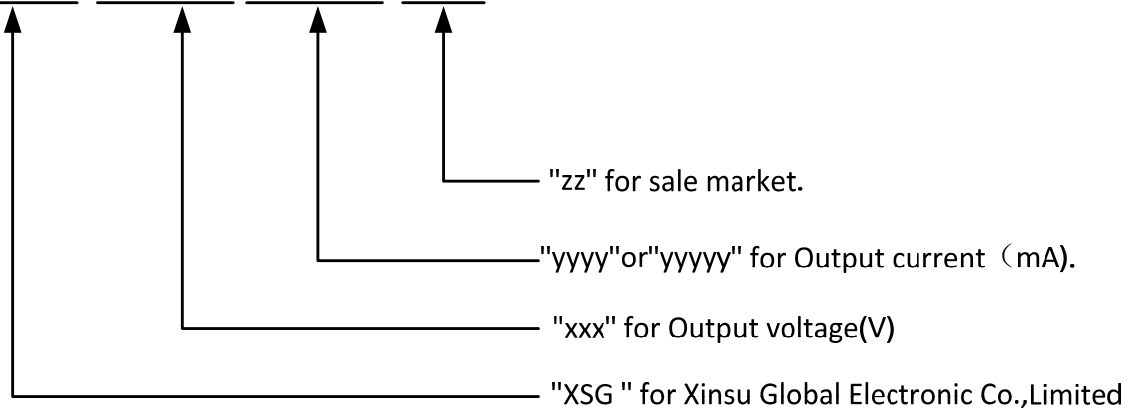 "zz" for sale market.
"yyyy"or"yyyyy" for Output current（mA).
"xxx" for Output voltage(V)
"XSG " for Xinsu Global Electronic Co.,Limited